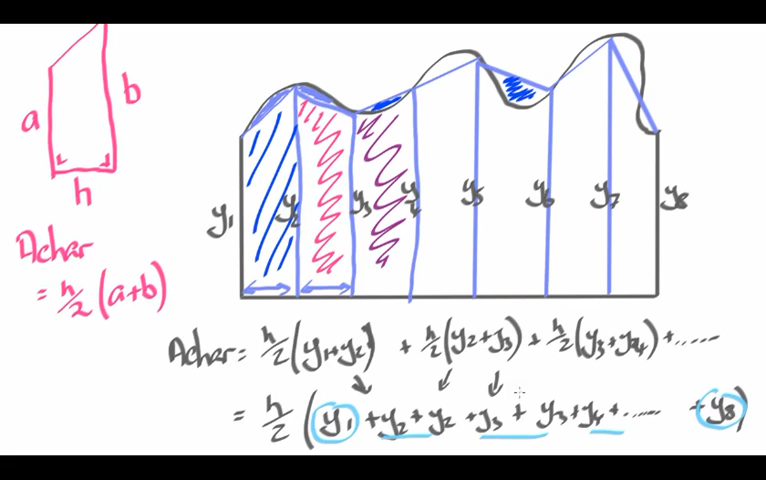 a
b
h
Achar
= h/2 (a+b)
y₁ y₂ y₃ y₄ y₅ y₆ y₇ y₈
Achar = h/2 (y₁+y₂) + h/2 (y₂+y₃) + h/2 (y₃+y₄) + ......
= h/2 (y₁ + y₂ + y₂ + y₃ + y₃ + y₄ + ...... + y₈)